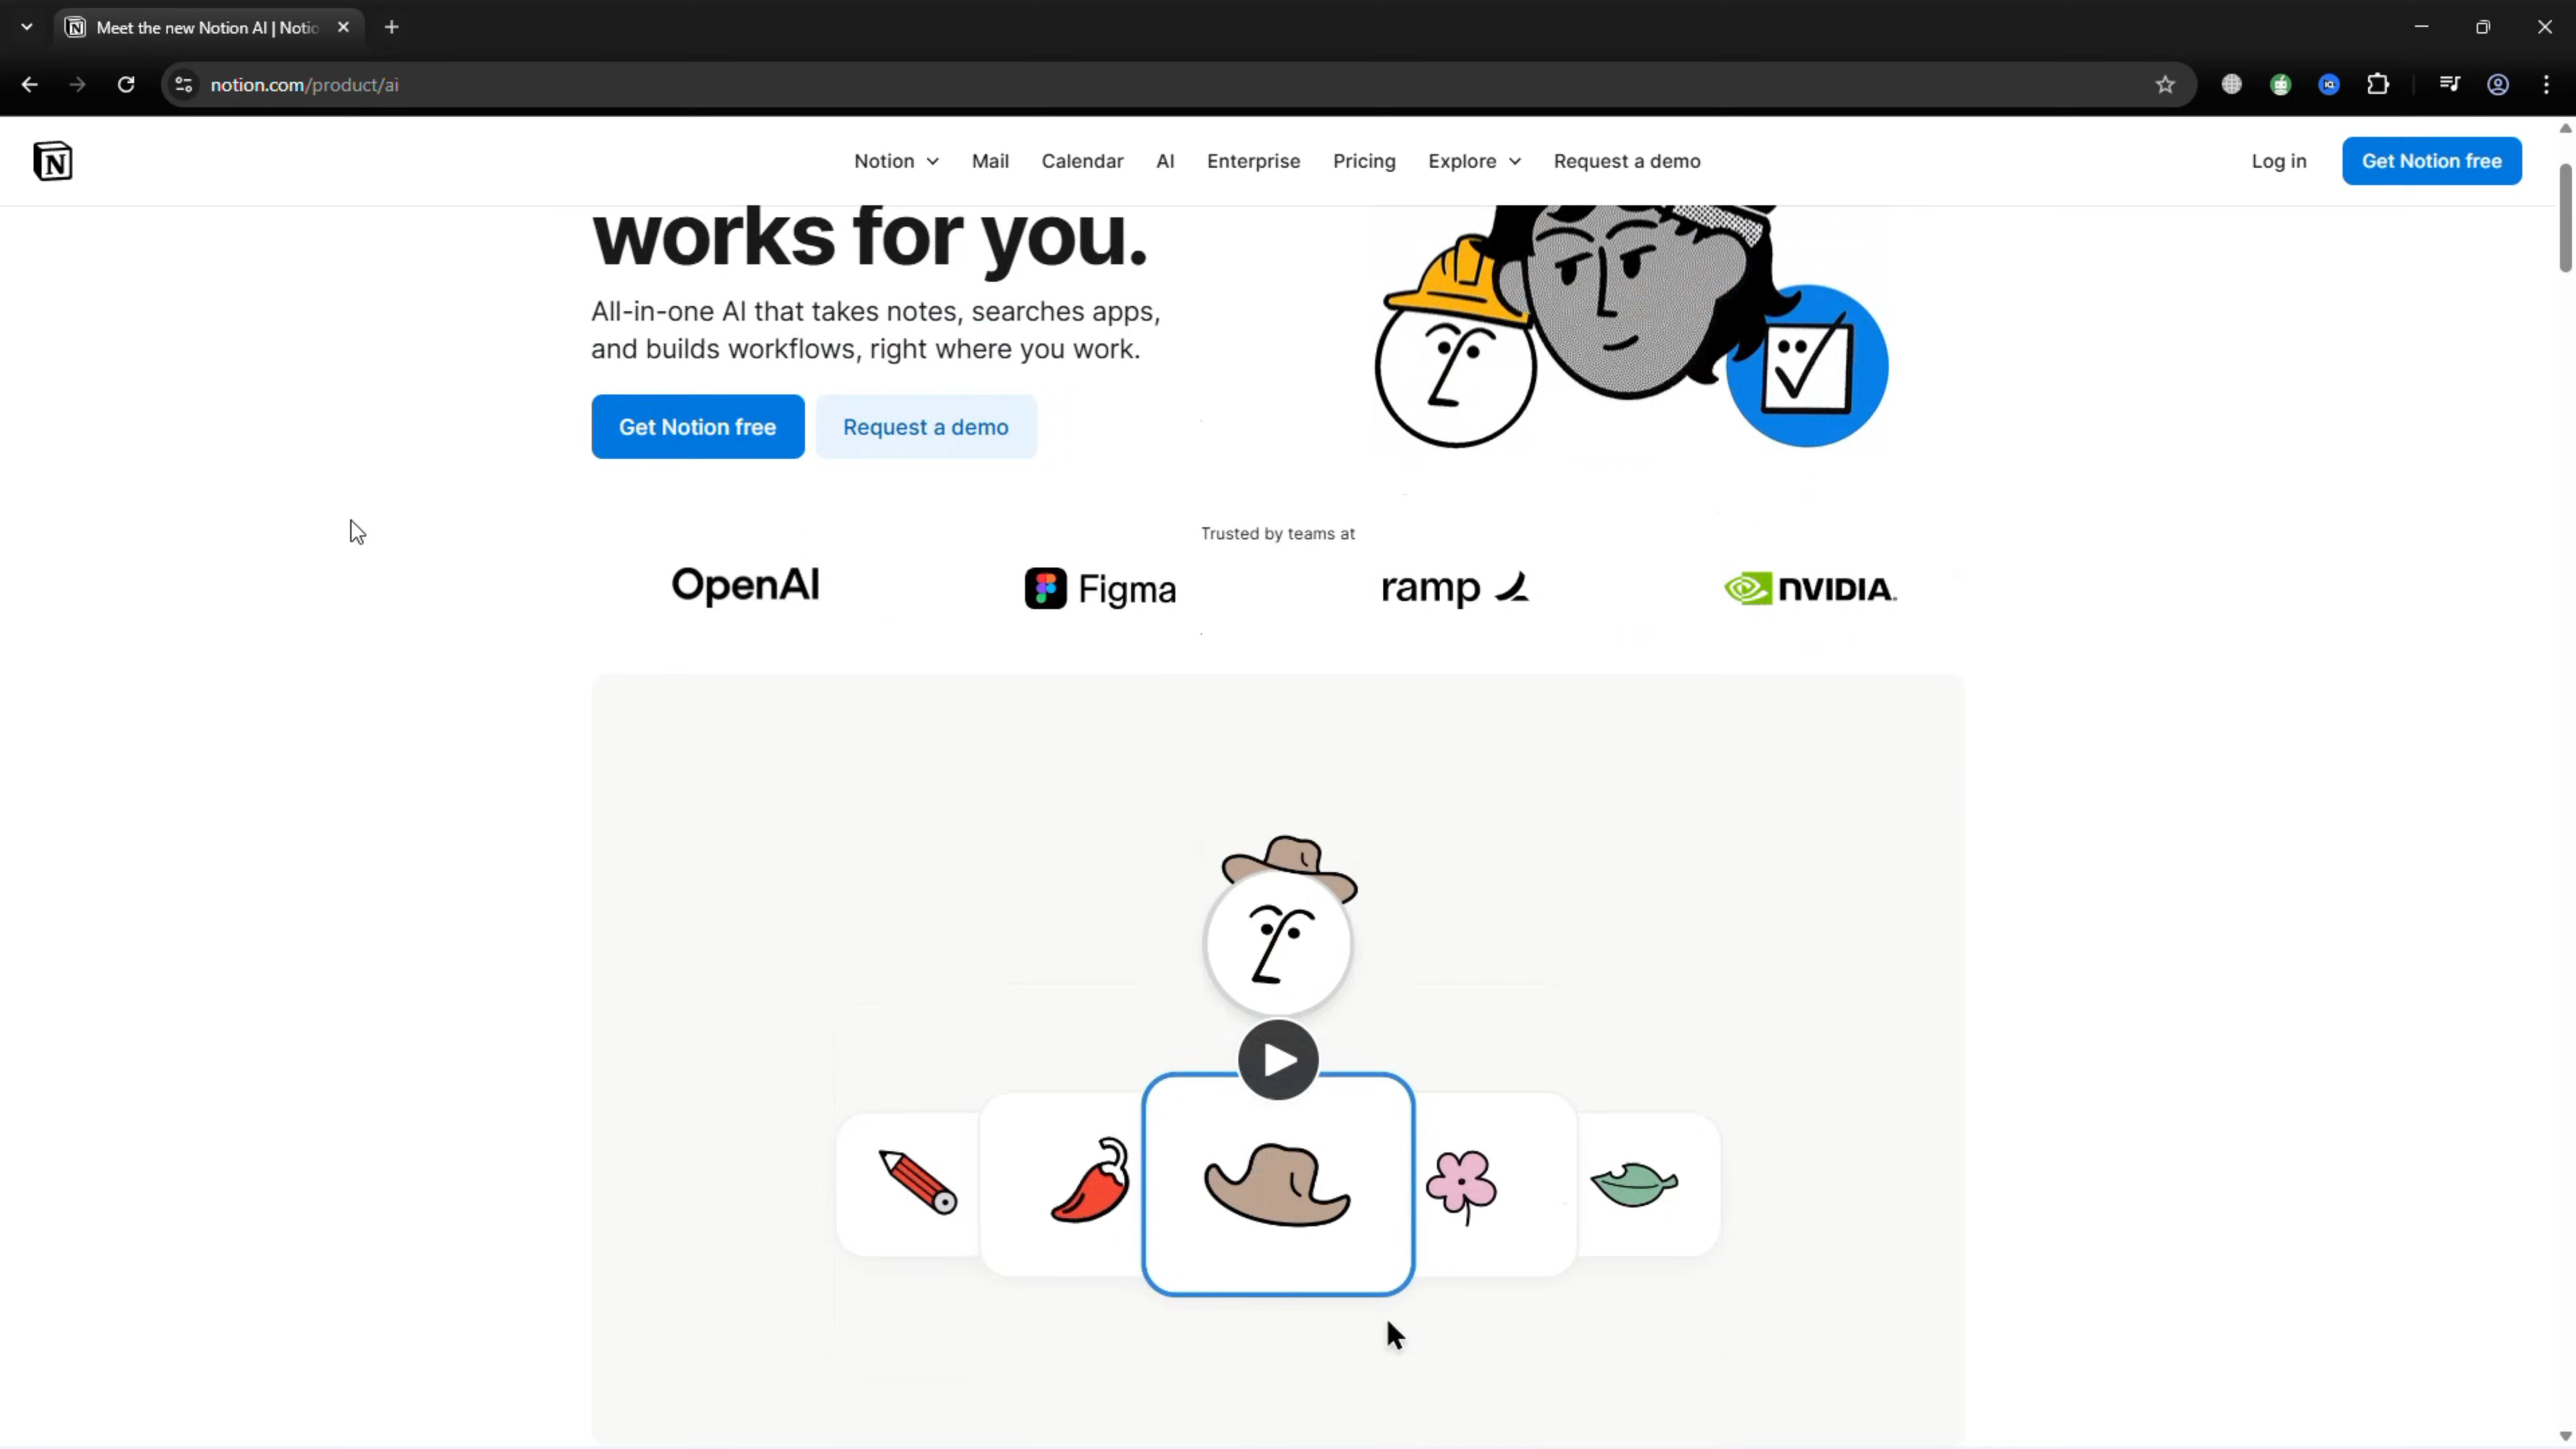 Meet the new Notion AI | Notio
notion.com/product/ai
Notion Mail Calendar AI Enterprise Pricing Explore Request a demo Log in Get Notion free
works for you.
All-in-one AI that takes notes, searches apps,
and builds workflows, right where you work.
Get Notion free Request a demo
Trusted by teams at
OpenAI Figma ramp NVIDIA.